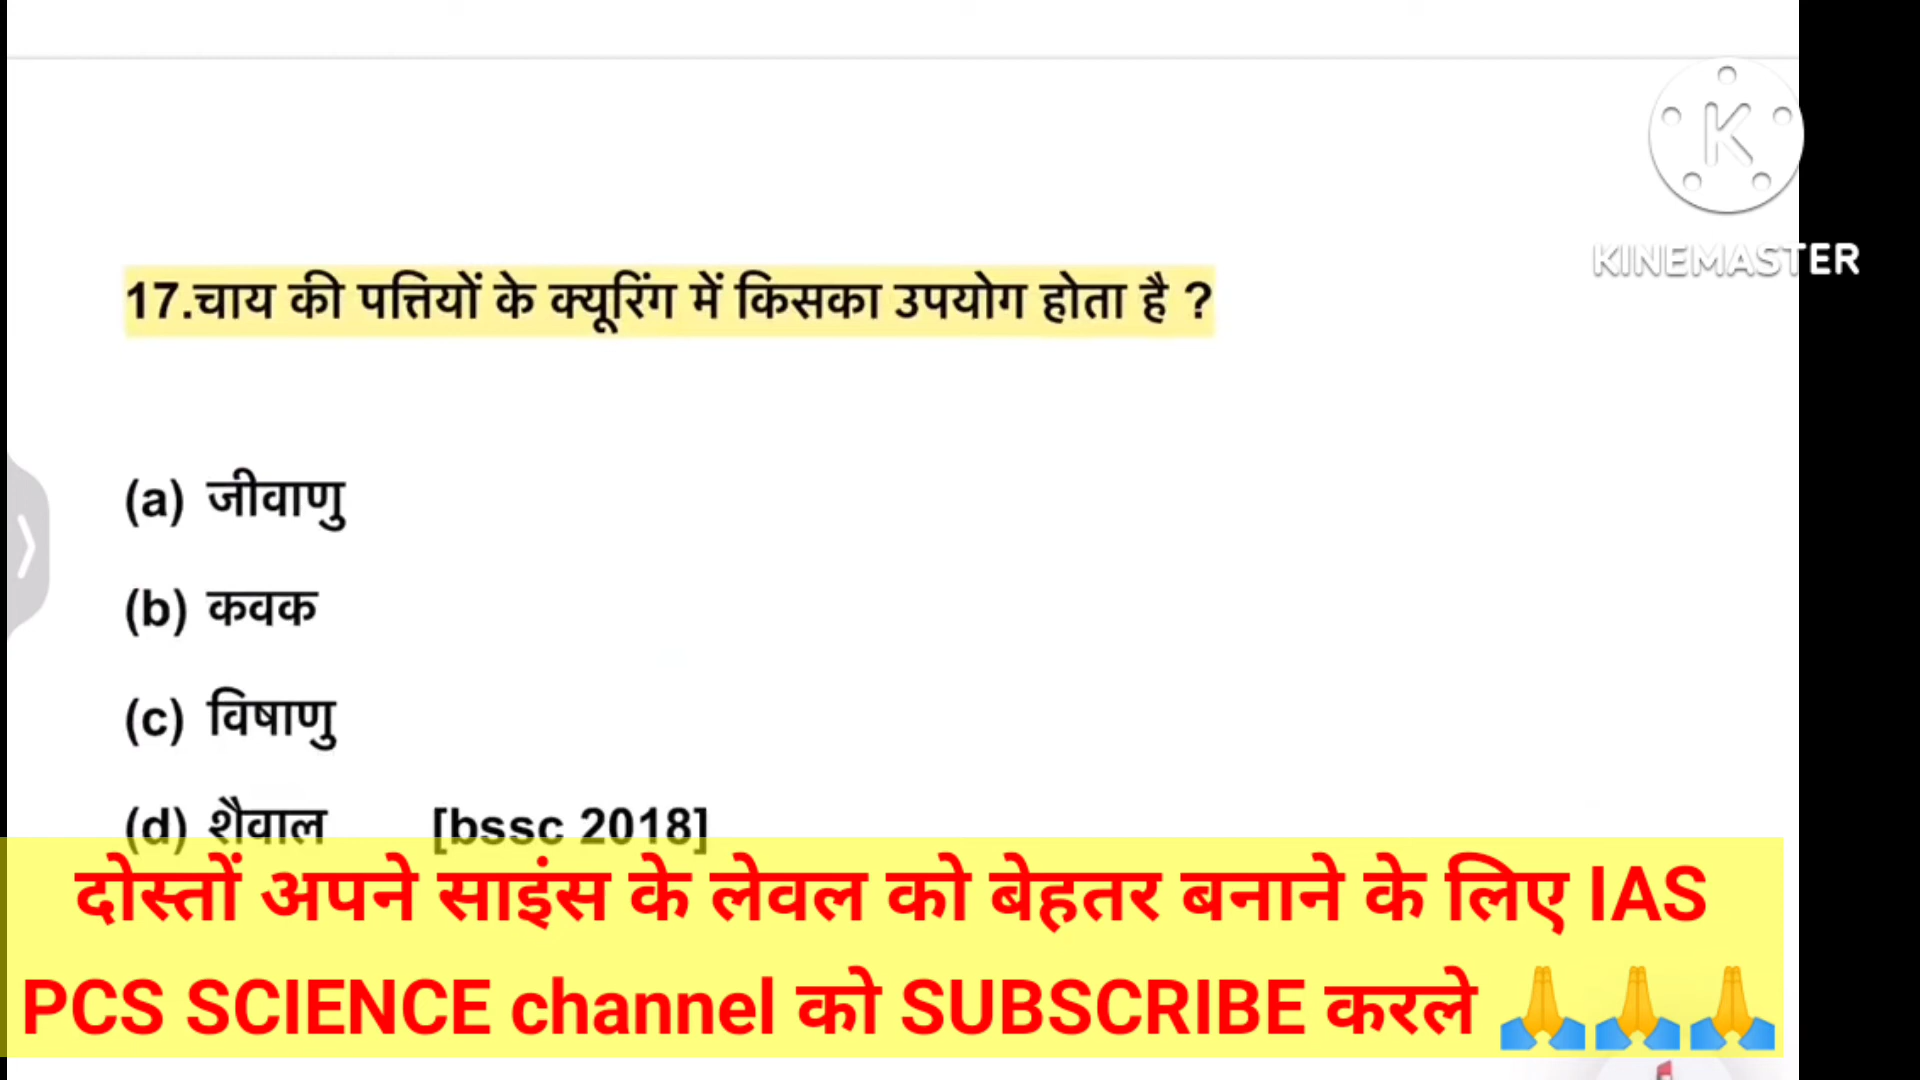 K
KINEMASTER
17.चाय की पत्तियों के क्यूरिंग में किसका उपयोग होता है ?
(a) जीवाणु
(b) कवक
(c) विषाणु
(d) शैवाल [bssc 2018]
दोस्तों अपने साइंस के लेवल को बेहतर बनाने के लिए IAS
PCS SCIENCE channel को SUBSCRIBE करले 🙏🙏🙏